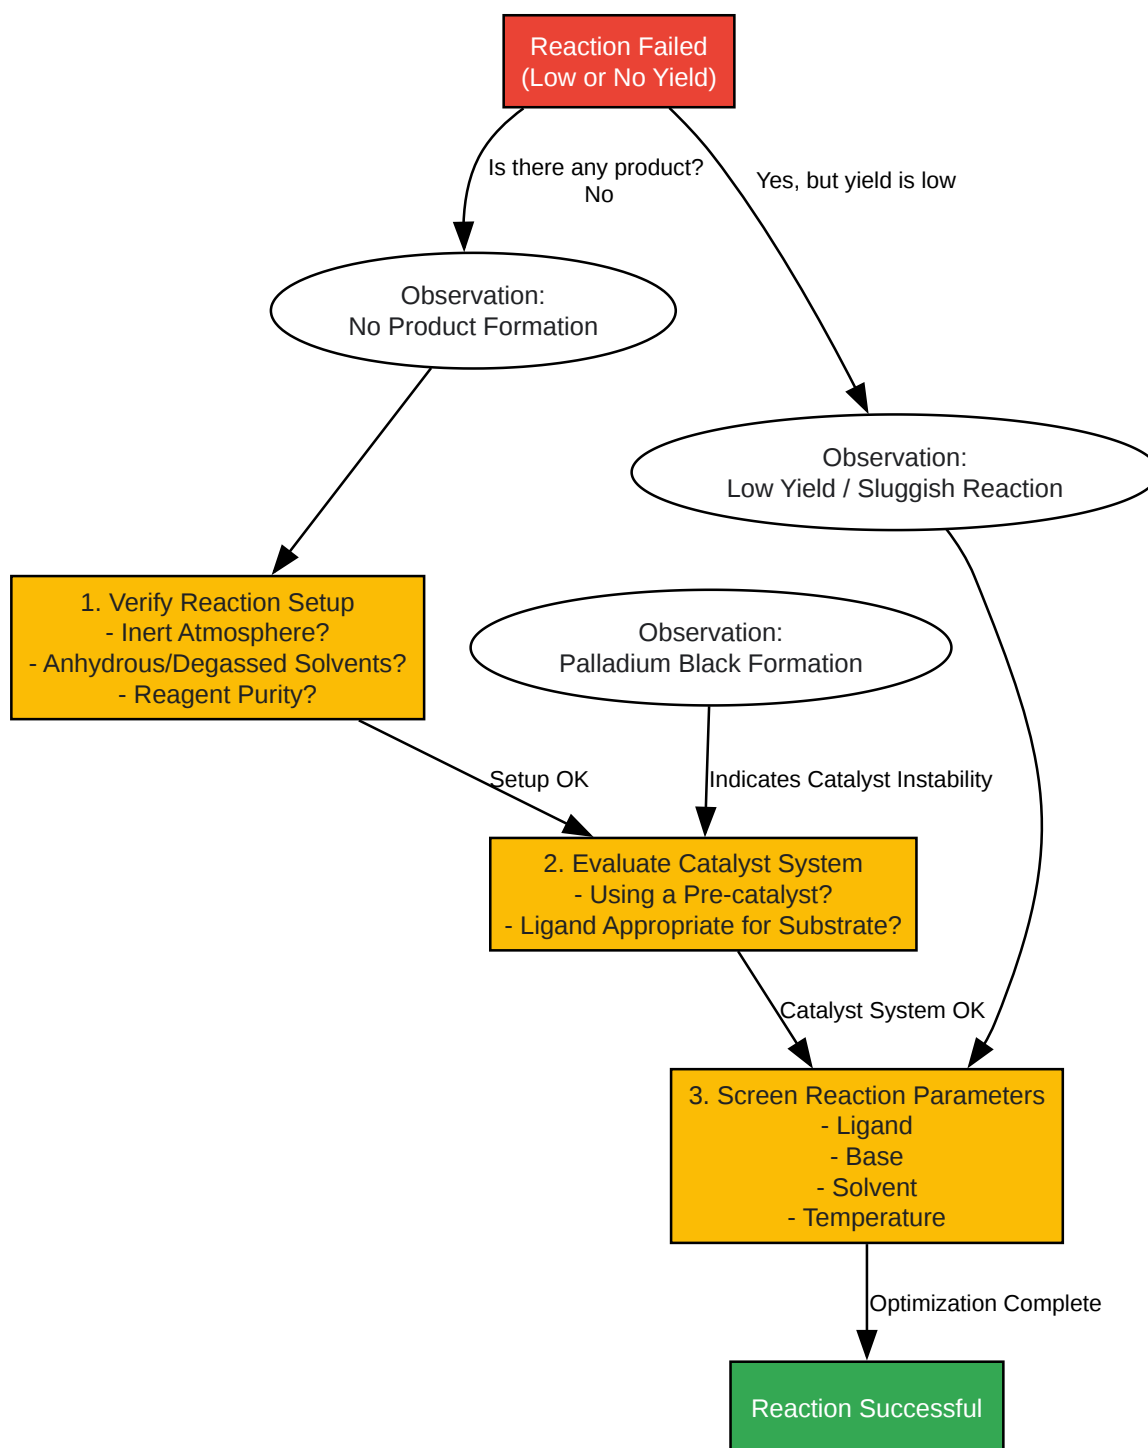 Reaction Failed
(Low or No Yield)
Is there any product?
No
Yes, but yield is low
Observation:
No Product Formation
Observation:
Low Yield / Sluggish Reaction
1. Verify Reaction Setup
- Inert Atmosphere?
- Anhydrous/Degassed Solvents?
- Reagent Purity?
Observation:
Palladium Black Formation
Setup OK
Indicates Catalyst Instability
2. Evaluate Catalyst System
- Using a Pre-catalyst?
- Ligand Appropriate for Substrate?
Catalyst System OK
3. Screen Reaction Parameters
- Ligand
- Base
- Solvent
- Temperature
Optimization Complete
Reaction Successful